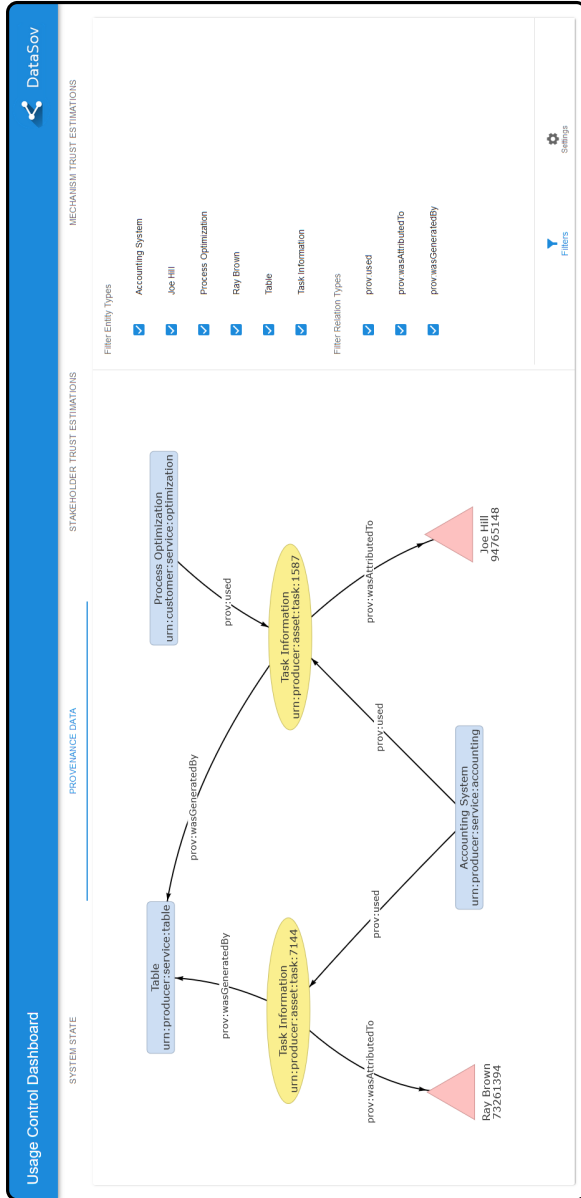 Usage Control Dashboard
DataSov
SYSTEM STATE
PROVENANCE DATA
STAKEHOLDER TRUST ESTIMATIONS
MECHANISM TRUST ESTIMATIONS
Table
urn:producer:service:table
Process Optimization
urn:customer:service:optimization
prov:wasGeneratedBy
prov:wasGeneratedBy
prov:used
Task Information
urn:producer:asset:task:7144
Task Information
urn:producer:asset:task:1587
prov:wasAttributedTo
prov:used
prov:used
prov:wasAttributedTo
Ray Brown
73261394
Accounting System
urn:producer:service:accounting
Joe Hill
94765148
Filter Entity Types
Accounting System
Joe Hill
Process Optimization
Ray Brown
Table
Task Information
Filter Relation Types
prov:used
prov:wasAttributedTo
prov:wasGeneratedBy
Filters
Settings